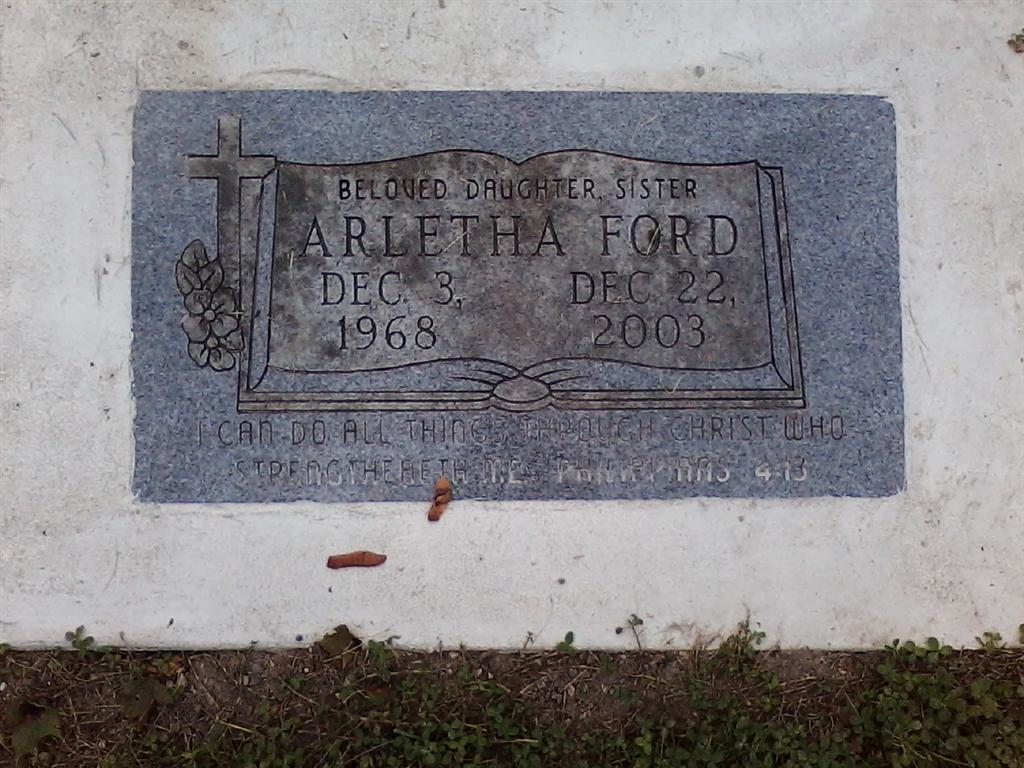 BELOVED DAUGHTER, SISTER
ARLETHA FORD
DEC. 3, DEC. 22,
1968 2003
I CAN DO ALL THINGS THROUGH CHRIST WHO
STRENGTHENETH ME. PHILIPPIANS 4:13